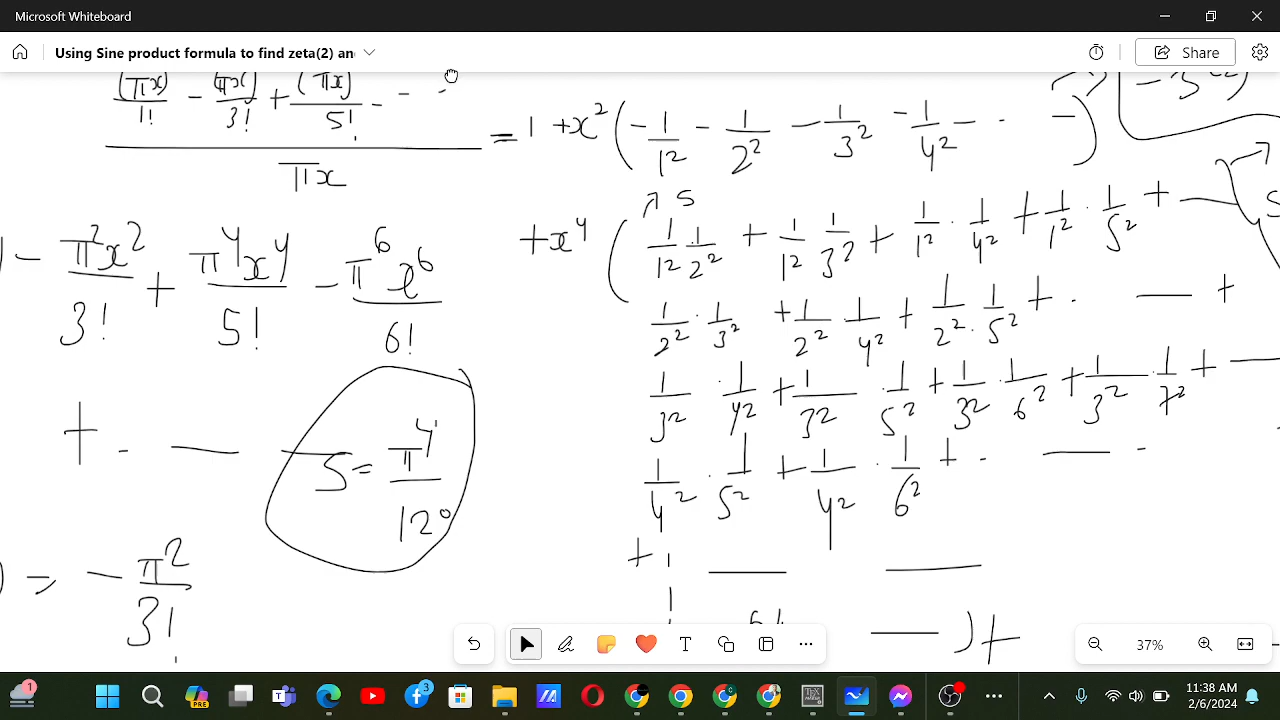 Microsoft Whiteboard
Using Sine product formula to find zeta(2) an
Share
(πx)/1! - (πx)/3! + (πx)/5! - - -
πx
= 1 + x² ( - 1/1² - 1/2² - 1/3² - 1/4² - - - )
- π²x²/3! + π⁴x⁴/5! - π⁶x⁶/6!
+ - — —
S = π⁴/120
⇒ - π²/3!
↗ S
+ x⁴ ( 1/1² 1/2² + 1/1² 1/3² + 1/1² · 1/4² + 1/1² · 1/5² + —
1/2² · 1/3² + 1/2² · 1/4² + 1/2² · 1/5² + · — +
1/3² · 1/4² + 1/3² · 1/5² + 1/3² · 1/6² + 1/3² · 1/7² + —
1/4² · 1/5² + 1/4² · 1/6² + - — -
+ — —
— ) +
37%
PRE
1
3
11:38 AM
2/6/2024